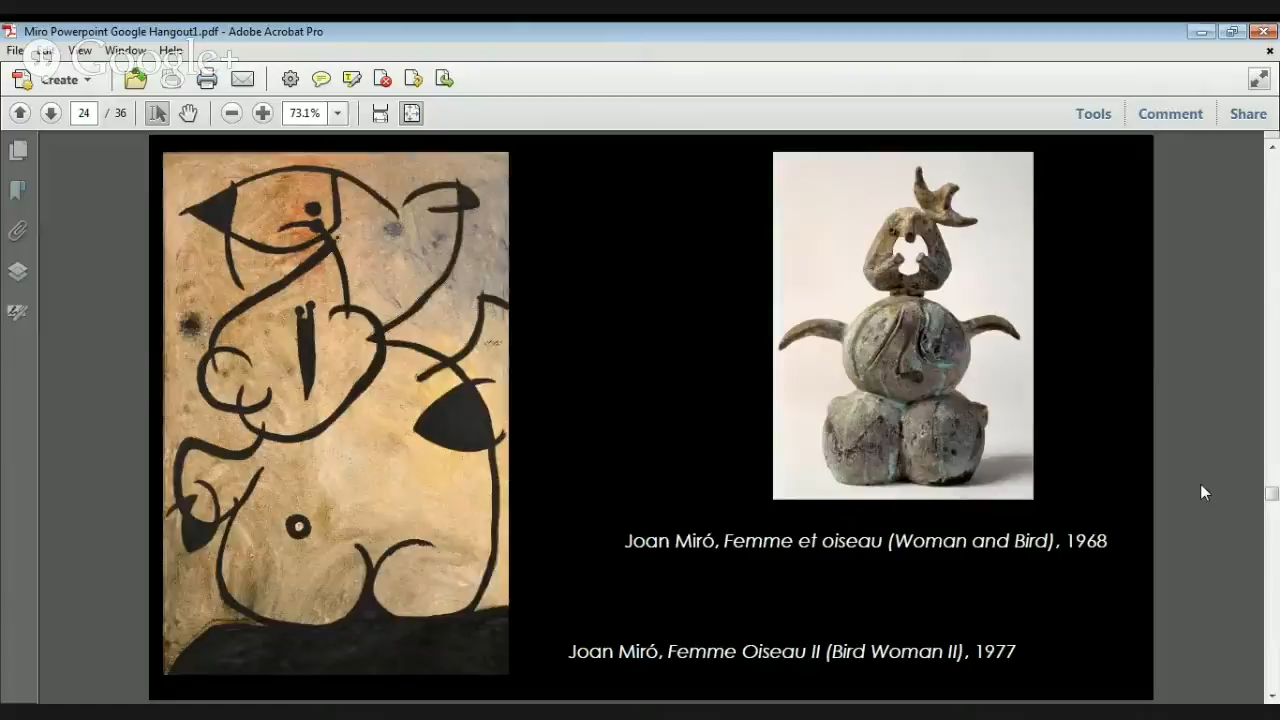 Miro Powerpoint Google Hangout1.pdf - Adobe Acrobat Pro
File Edit View Window Help
Google+
Create
24 / 36 73.1% Tools Comment Share
Joan Miró, Femme et oiseau (Woman and Bird), 1968
Joan Miró, Femme Oiseau II (Bird Woman II), 1977